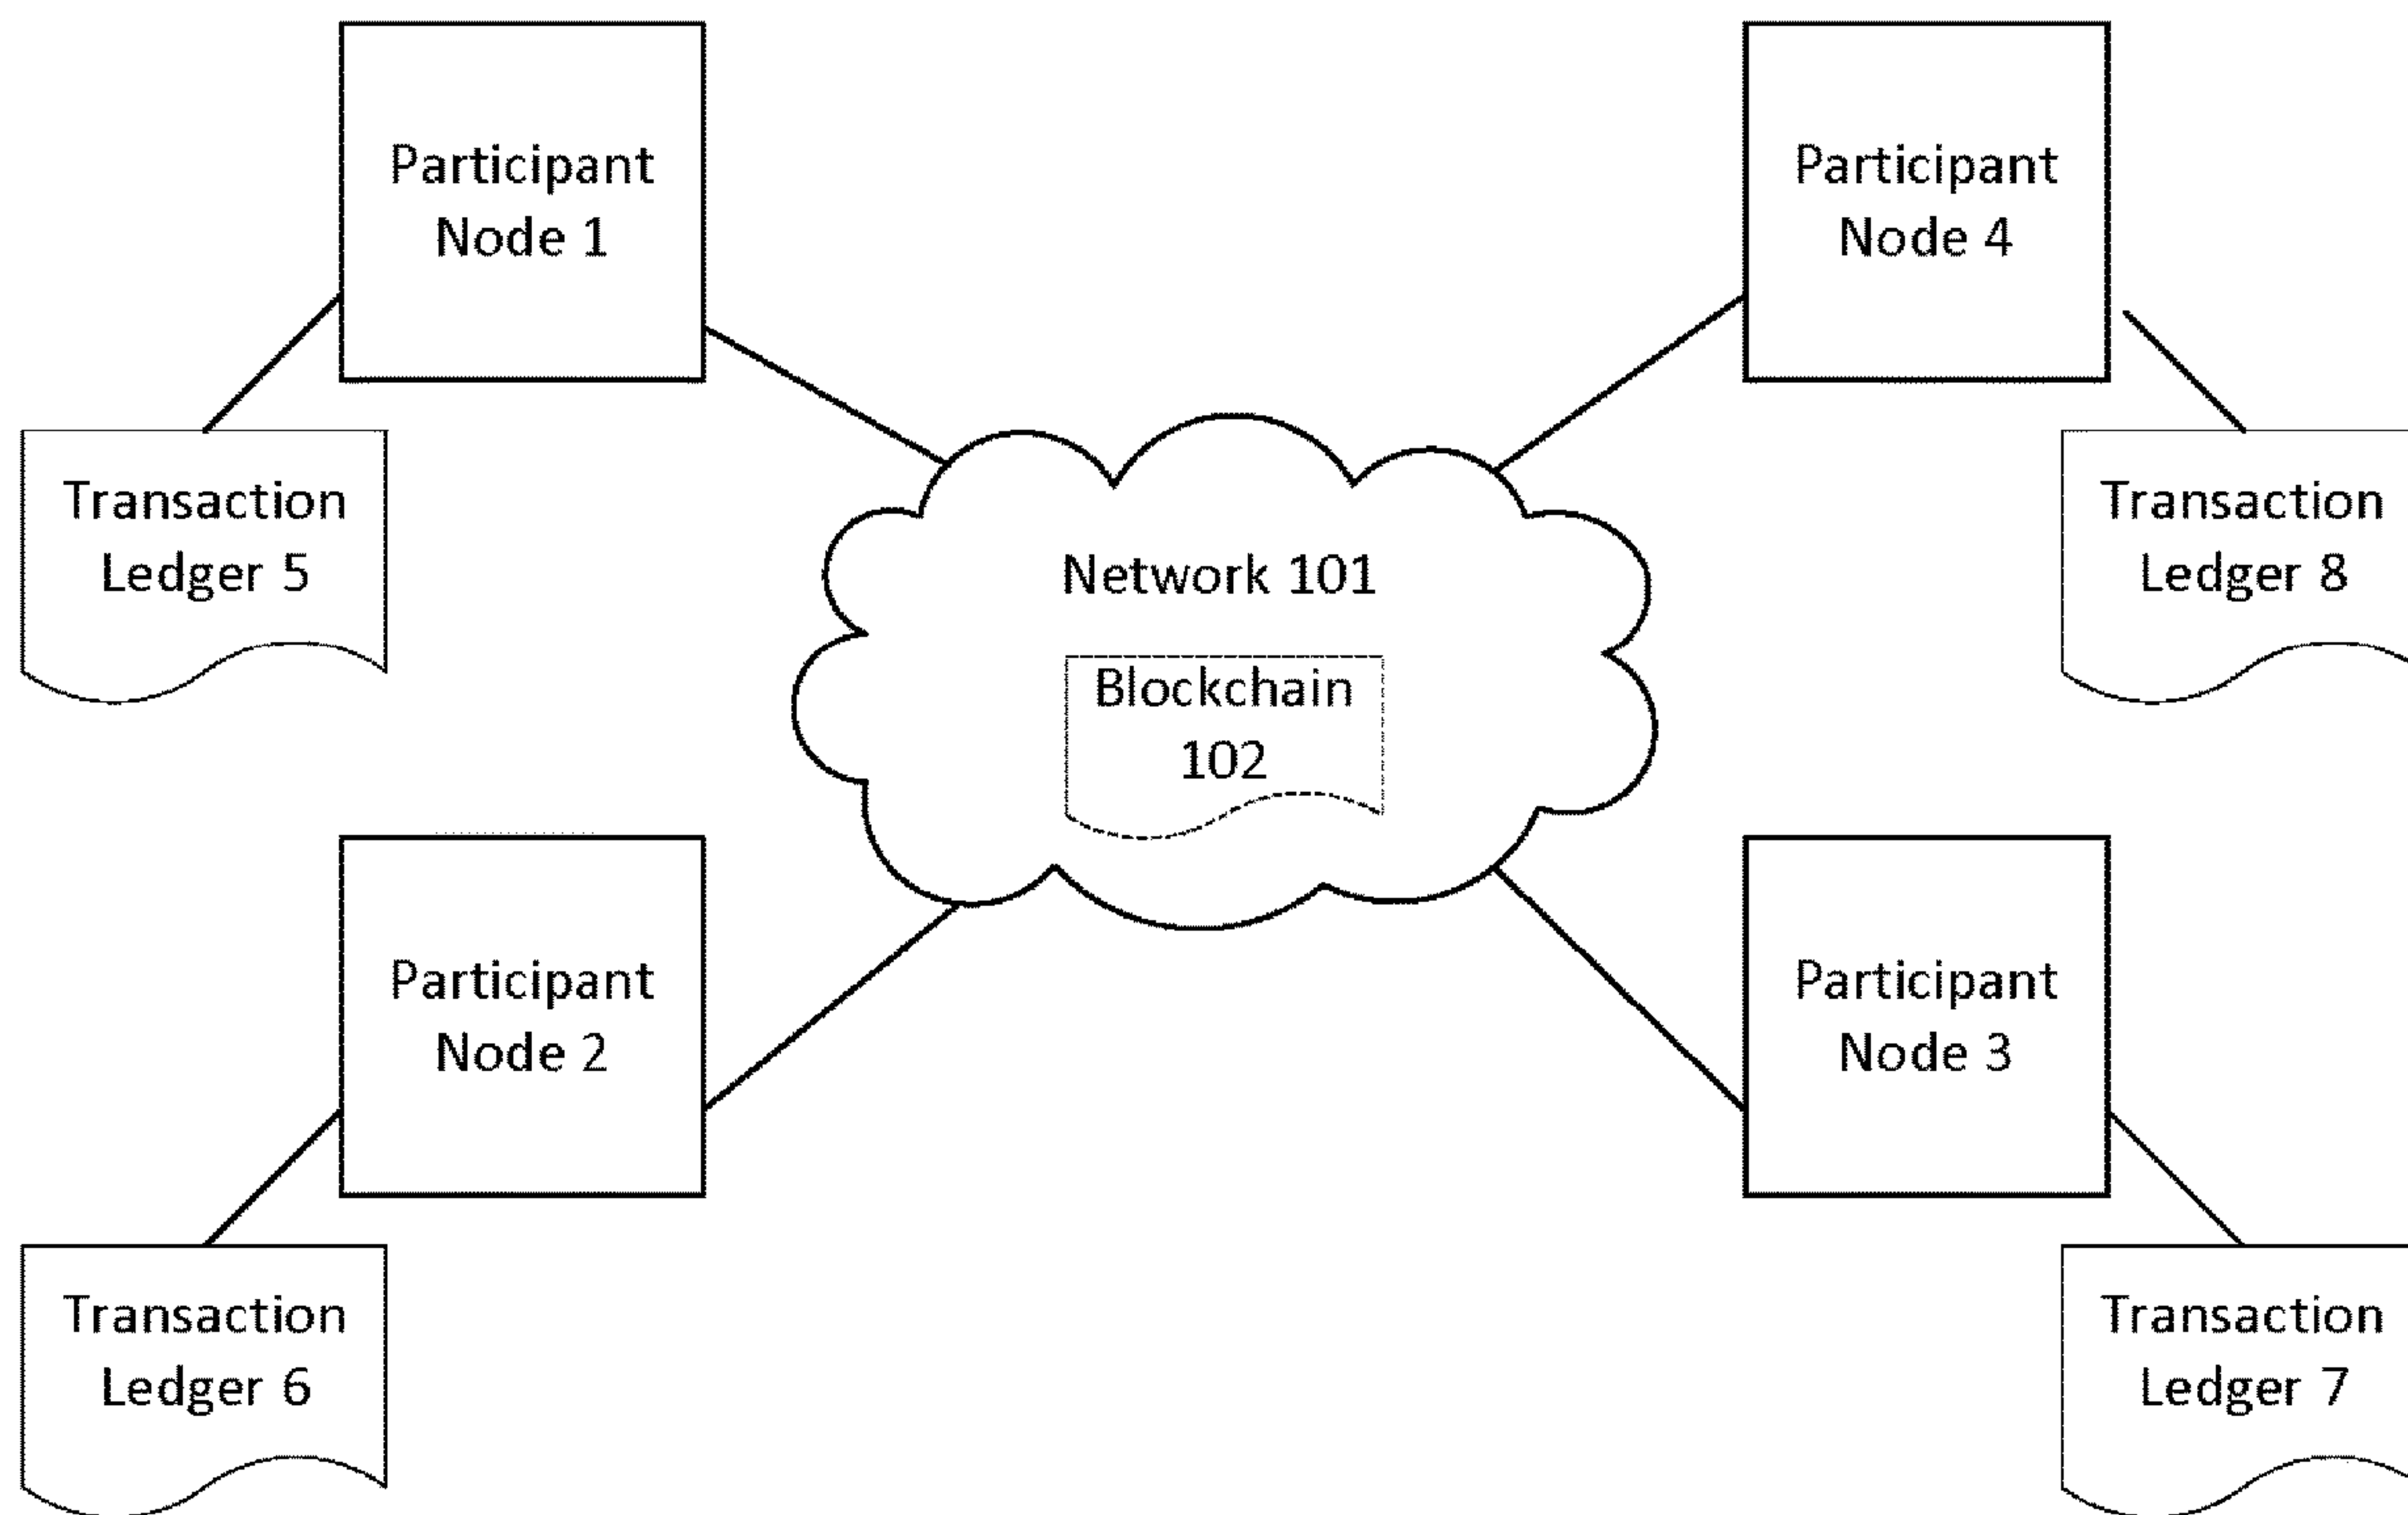 Participant
Node 1
Participant
Node 4
Transaction
Ledger 5
Network 101
Blockchain
102
Transaction
Ledger 8
Participant
Node 2
Participant
Node 3
Transaction
Ledger 6
Transaction
Ledger 7